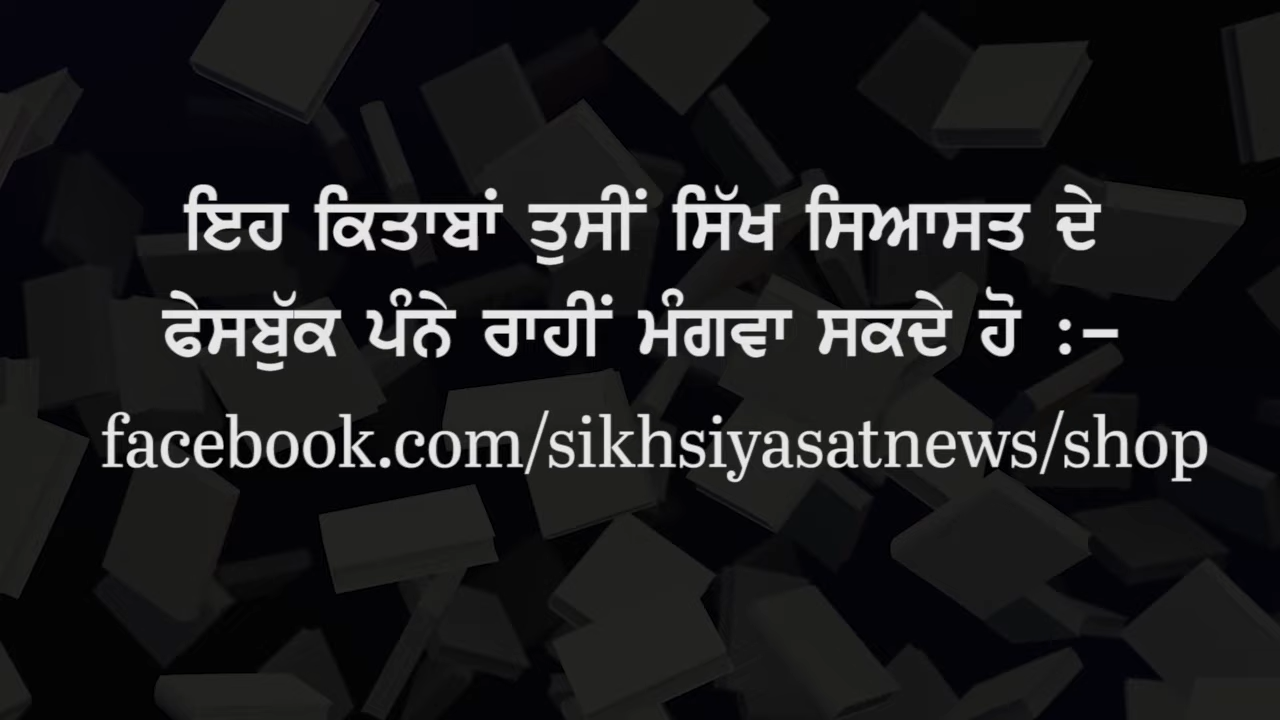 ਇਹ ਕਿਤਾਬਾਂ ਤੁਸੀਂ ਸਿੱਖ ਸਿਆਸਤ ਦੇ
ਫੇਸਬੁੱਕ ਪੰਨੇ ਰਾਹੀਂ ਮੰਗਵਾ ਸਕਦੇ ਹੋ :-
facebook.com/sikhsiyasatnews/shop